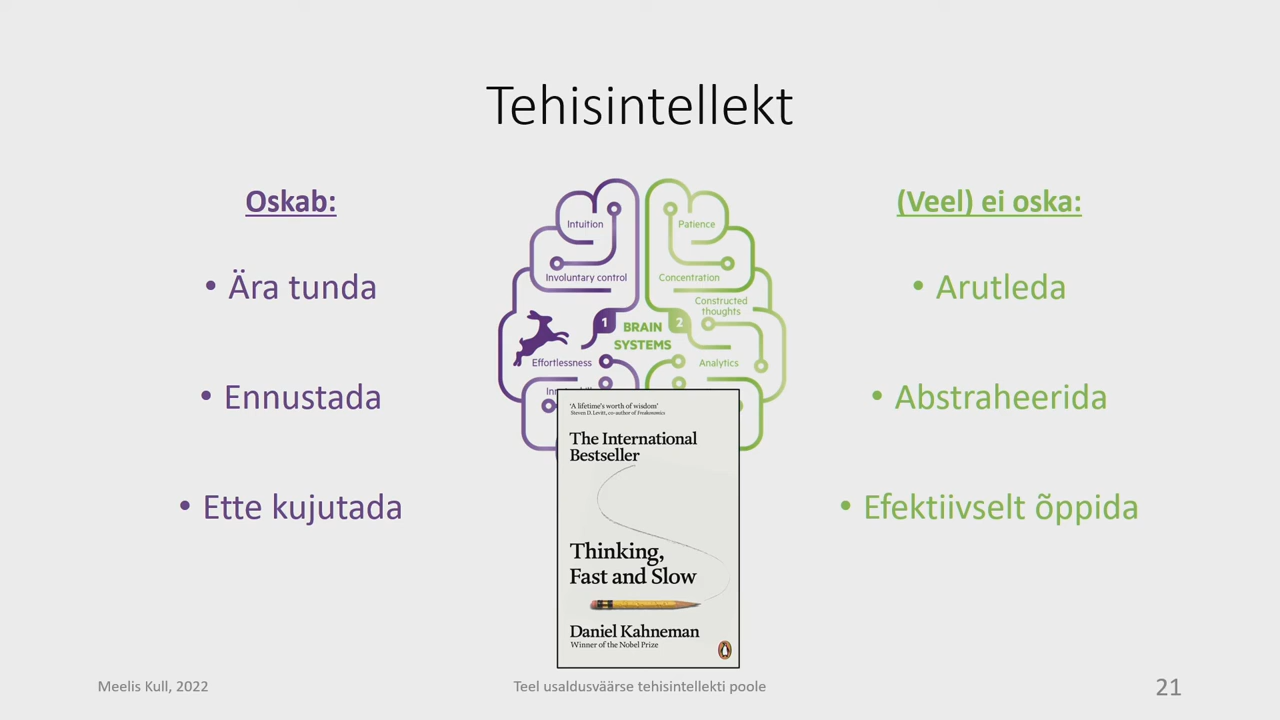 Tehisintellekt
Oskab:
• Ära tunda
• Ennustada
• Ette kujutada
Intuition
Involuntary control
Effortlessness
1
BRAIN
SYSTEMS
2
Patience
Concentration
Constructed
thoughts
Analytics
'A lifetime's worth of wisdom'
Steven D. Levitt, co-author of Freakonomics
The International
Bestseller
Thinking,
Fast and Slow
Daniel Kahneman
Winner of the Nobel Prize
(Veel) ei oska:
• Arutleda
• Abstraheerida
• Efektiivselt õppida
Meelis Kull, 2022
Teel usaldusväärse tehisintellekti poole
21